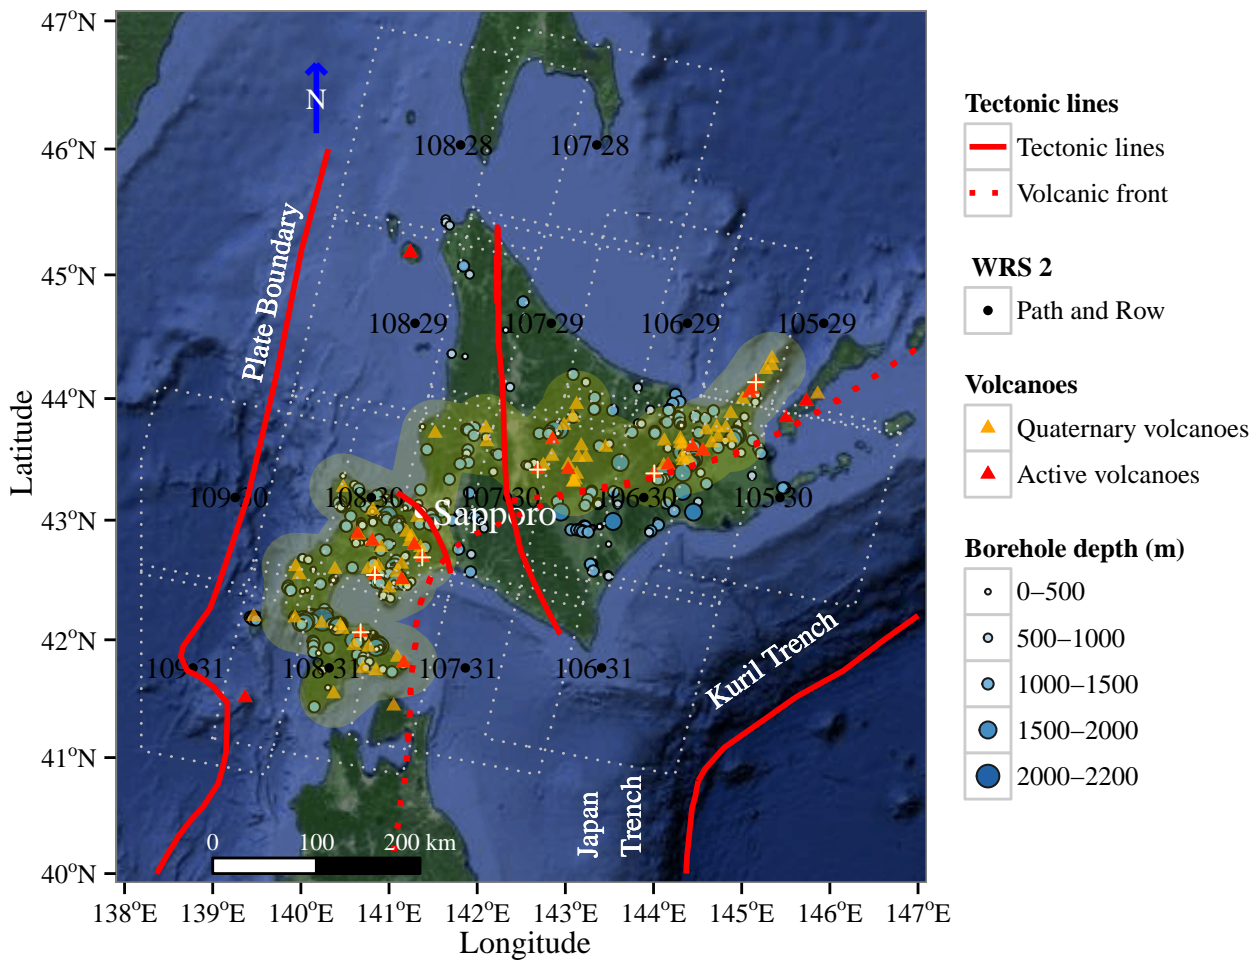 47°N
46°N
45°N
44°N
43°N
42°N
41°N
40°N
Latitude
138°E
139°E
140°E
141°E
142°E
143°E
144°E
145°E
146°E
147°E
Longitude
N
Plate Boundary
108-28
107-28
108-29
107-29
106-29
105-29
109-30
108-30
107-30
106-30
105-30
Sapporo
109-31
108-31
107-31
106-31
Kuril Trench
Japan
Trench
0
100
200 km
Tectonic lines
Tectonic lines
Volcanic front
WRS 2
Path and Row
Volcanoes
Quaternary volcanoes
Active volcanoes
Borehole depth (m)
0–500
500–1000
1000–1500
1500–2000
2000–2200